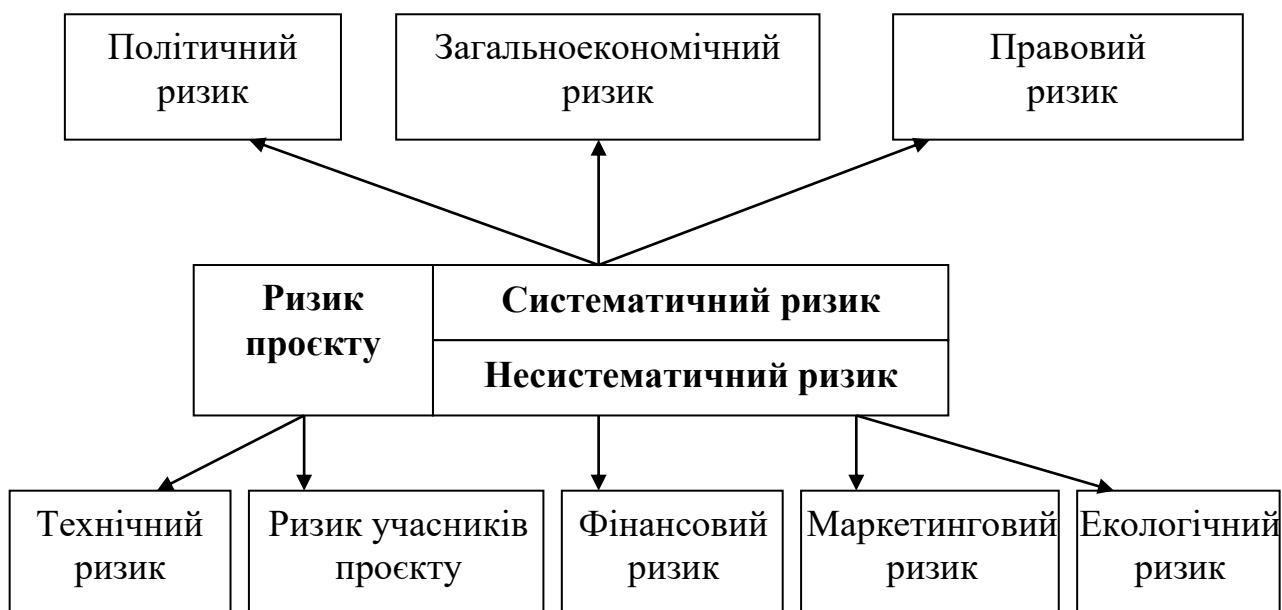 Політичний
ризик
Загальноекономічний
ризик
Правовий
ризик
Ризик
проєкту
Систематичний ризик
Несистематичний ризик
Технічний
ризик
Ризик учасників
проєкту
Фінансовий
ризик
Маркетинговий
ризик
Екологічний
ризик